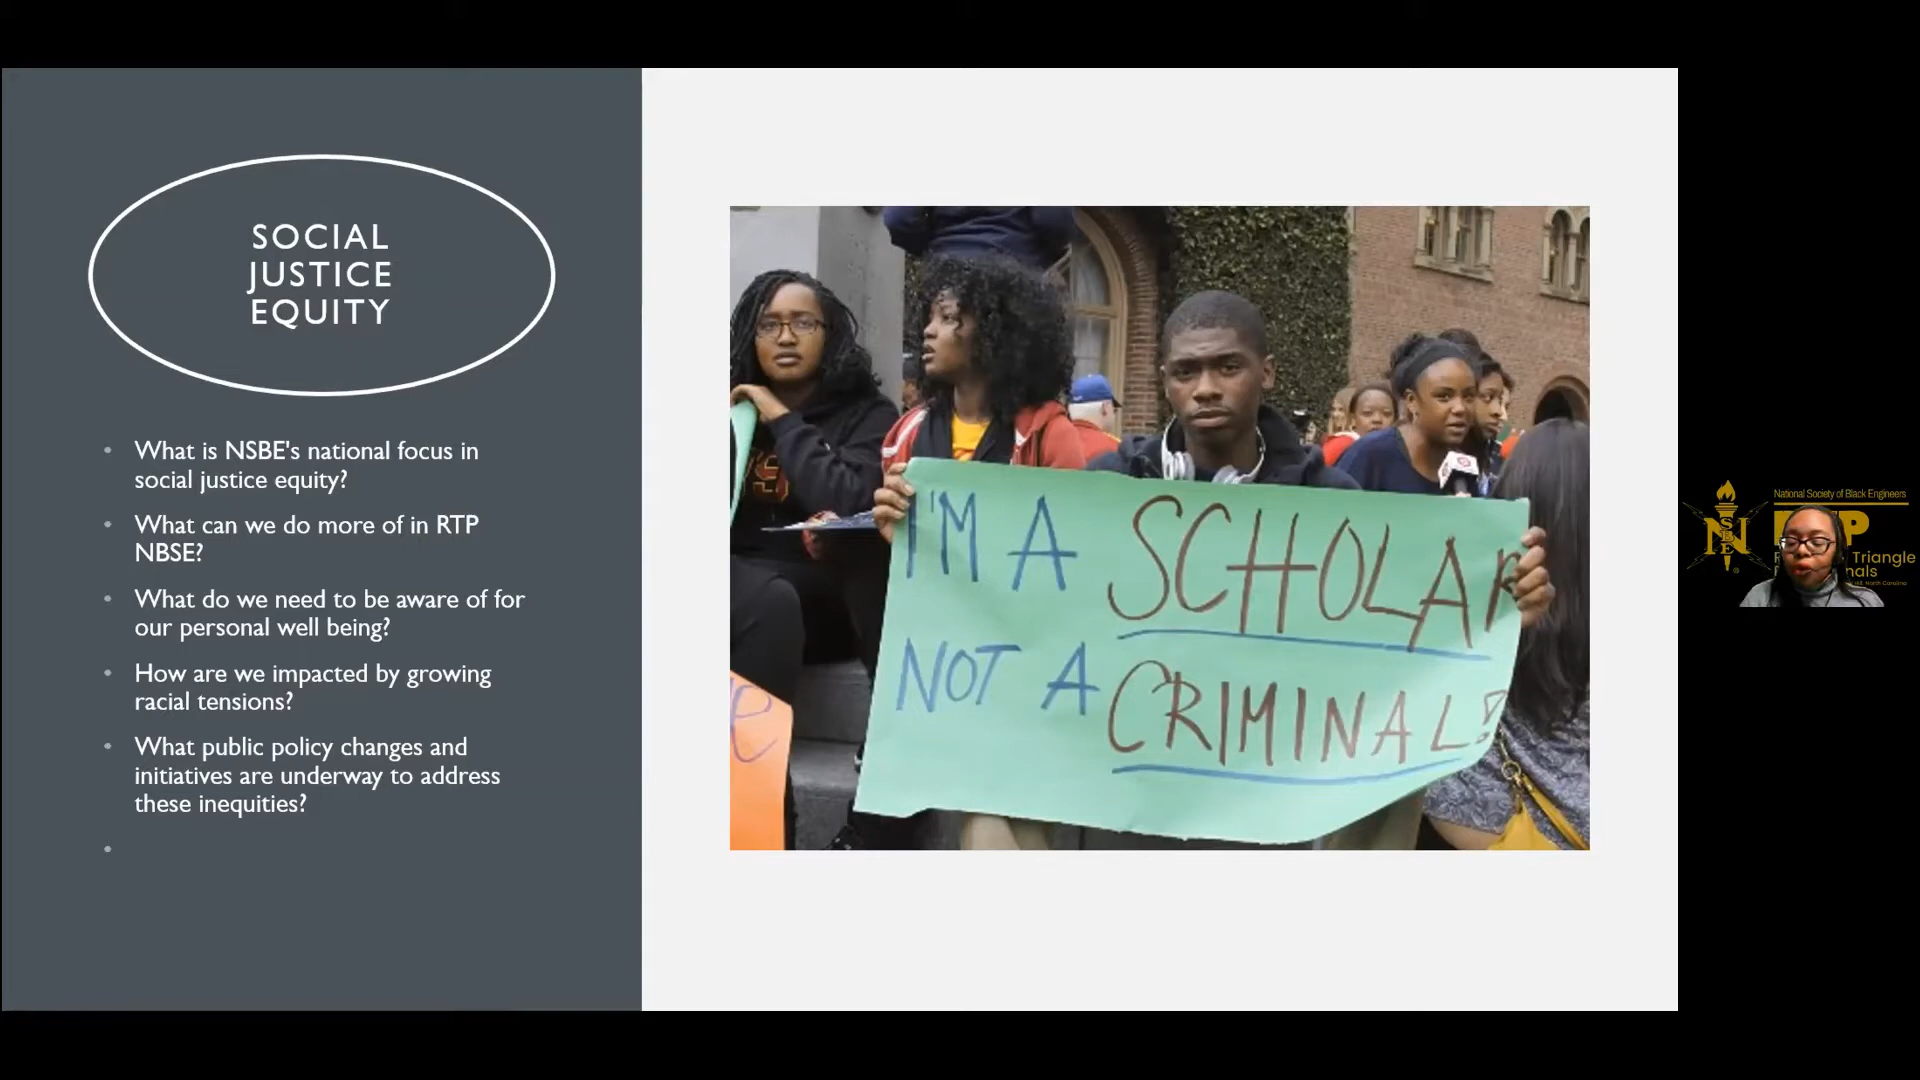 SOCIAL
JUSTICE
EQUITY
What is NSBE's national focus in
social justice equity?
What can we do more of in RTP
NBSE?
What do we need to be aware of for
our personal well being?
How are we impacted by growing
racial tensions?
What public policy changes and
initiatives are underway to address
these inequities?
I'M A SCHOLAR
NOT A CRIMINAL!
National Society of Black Engineers
NSBE
Triangle